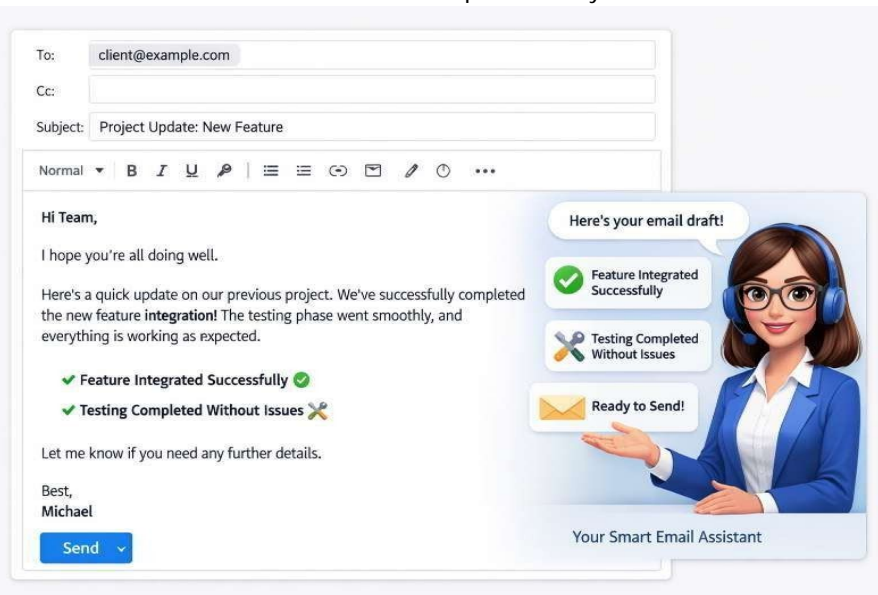 To: client@example.com
Cc:
Subject: Project Update: New Feature
Normal B I U
Hi Team,
I hope you're all doing well.
Here's a quick update on our previous project. We've successfully completed
the new feature integration! The testing phase went smoothly, and
everything is working as expected.
✔ Feature Integrated Successfully ✅
✔ Testing Completed Without Issues 🛠
Let me know if you need any further details.
Best,
Michael
Send
Here's your email draft!
Feature Integrated
Successfully
Testing Completed
Without Issues
Ready to Send!
Your Smart Email Assistant